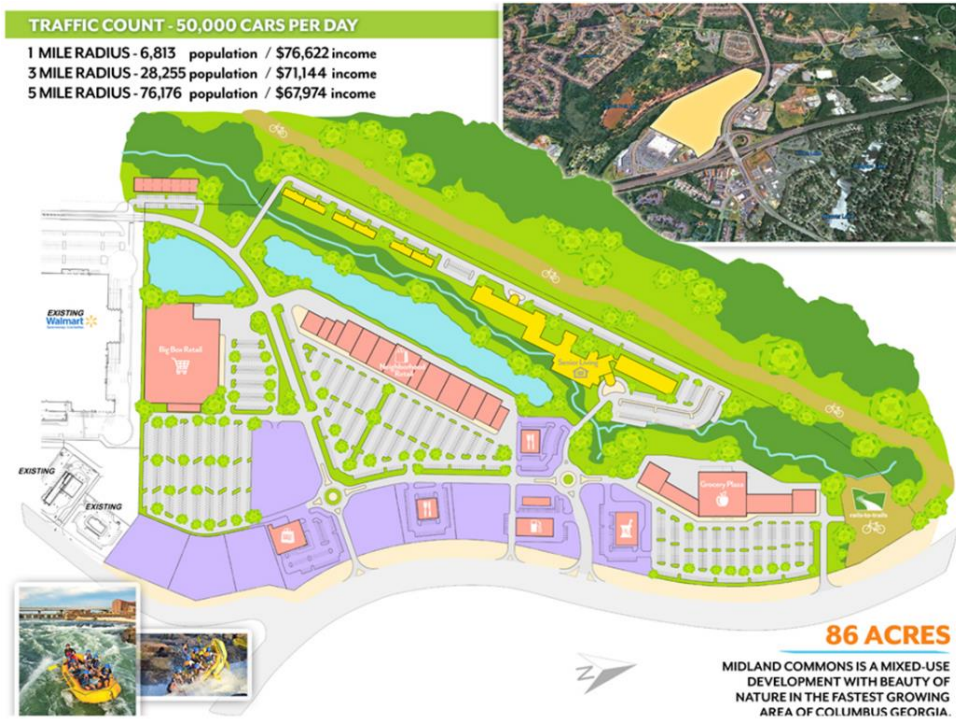 TRAFFIC COUNT - 50,000 CARS PER DAY
1 MILE RADIUS - 6,813 population / $76,622 income
3 MILE RADIUS - 28,255 population / $71,144 income
5 MILE RADIUS - 76,176 population / $67,974 income
EXISTING
Walmart
Big Box Retail
Neighborhood
Retail
Senior Living
Grocery Plaza
rails-to-trails
EXISTING
EXISTING
N
86 ACRES
MIDLAND COMMONS IS A MIXED-USE
DEVELOPMENT WITH BEAUTY OF
NATURE IN THE FASTEST GROWING
AREA OF COLUMBUS GEORGIA.